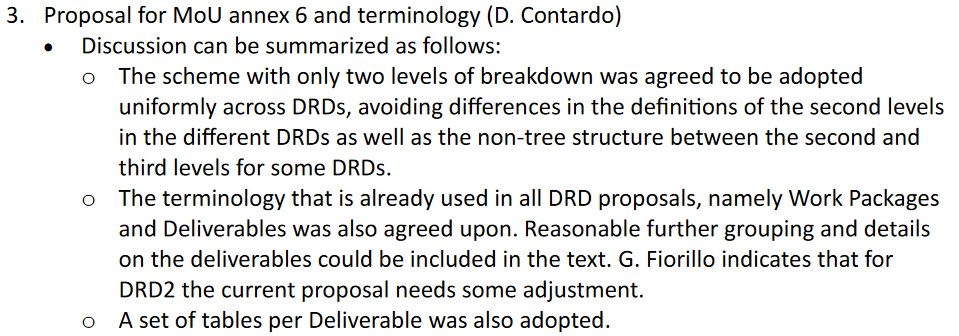 3. Proposal for MoU annex 6 and terminology (D. Contardo)
• Discussion can be summarized as follows:
o The scheme with only two levels of breakdown was agreed to be adopted
uniformly across DRDs, avoiding differences in the definitions of the second levels
in the different DRDs as well as the non-tree structure between the second and
third levels for some DRDs.
o The terminology that is already used in all DRD proposals, namely Work Packages
and Deliverables was also agreed upon. Reasonable further grouping and details
on the deliverables could be included in the text. G. Fiorillo indicates that for
DRD2 the current proposal needs some adjustment.
o A set of tables per Deliverable was also adopted.